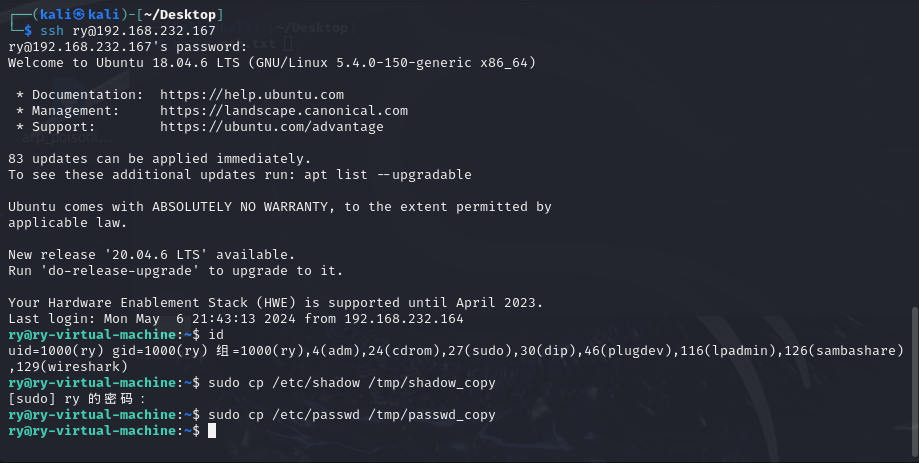 (kali㉿kali)-[~/Desktop]
$ ssh ry@192.168.232.167
ry@192.168.232.167's password:
Welcome to Ubuntu 18.04.6 LTS (GNU/Linux 5.4.0-150-generic x86_64)
* Documentation:  https://help.ubuntu.com
* Management:     https://landscape.canonical.com
* Support:        https://ubuntu.com/advantage
83 updates can be applied immediately.
To see these additional updates run: apt list --upgradable
Ubuntu comes with ABSOLUTELY NO WARRANTY, to the extent permitted by
applicable law.
New release '20.04.6 LTS' available.
Run 'do-release-upgrade' to upgrade to it.
Your Hardware Enablement Stack (HWE) is supported until April 2023.
Last login: Mon May  6 21:43:13 2024 from 192.168.232.164
ry@ry-virtual-machine:~$ id
uid=1000(ry) gid=1000(ry) 组=1000(ry),4(adm),24(cdrom),27(sudo),30(dip),46(plugdev),116(lpadmin),126(sambashare)
,129(wireshark)
ry@ry-virtual-machine:~$ sudo cp /etc/shadow /tmp/shadow_copy
[sudo] ry 的密码：
ry@ry-virtual-machine:~$ sudo cp /etc/passwd /tmp/passwd_copy
ry@ry-virtual-machine:~$